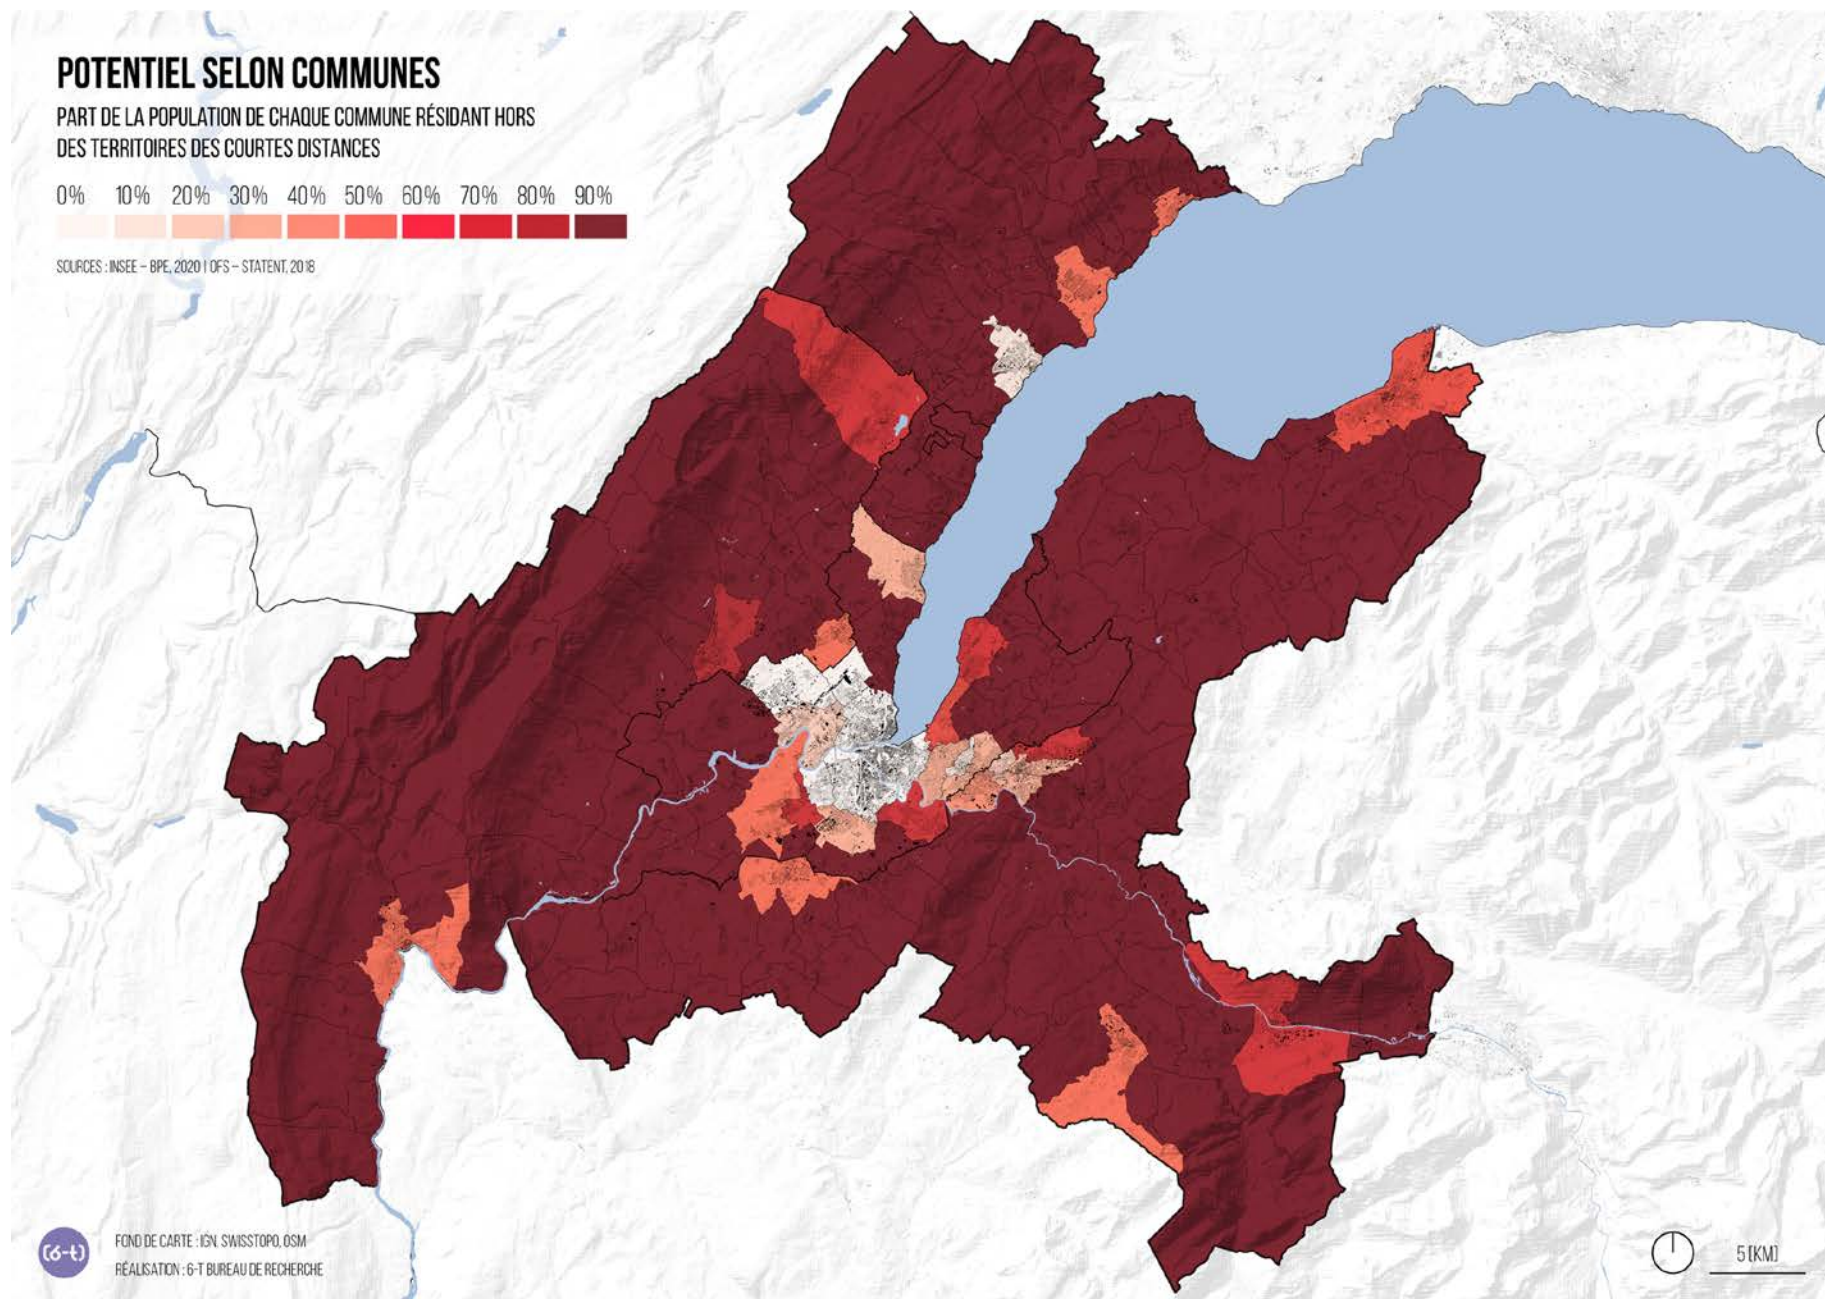 POTENTIEL SELON COMMUNES
PART DE LA POPULATION DE CHAQUE COMMUNE RÉSIDANT HORS
DES TERRITOIRES DES COURTES DISTANCES
0% 10% 20% 30% 40% 50% 60% 70% 80% 90%
SOURCES : INSEE – BPE, 2020 | OFS – STATENT, 2018
(6-t)
FOND DE CARTE : IGN, SWISSTOPO, OSM
RÉALISATION : 6-T BUREAU DE RECHERCHE
5 [KM]